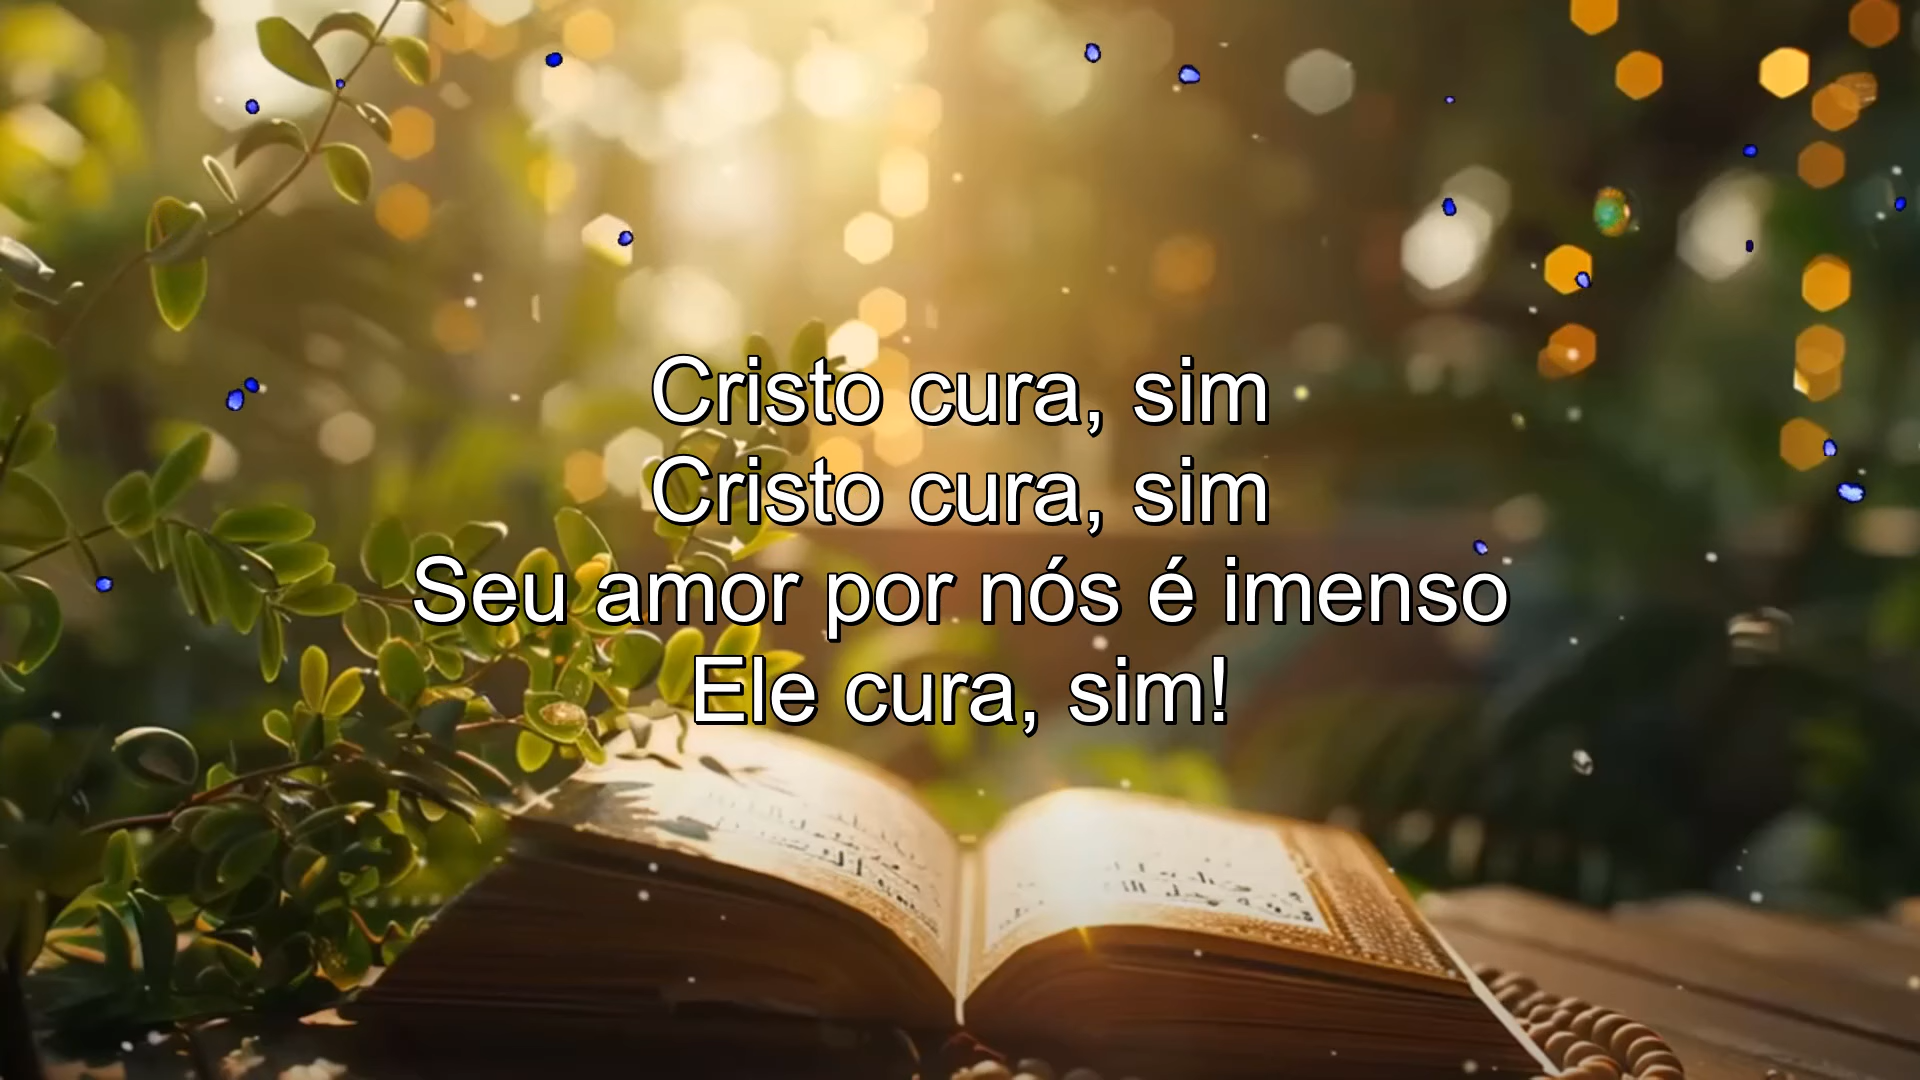 Cristo cura, sim
Cristo cura, sim
Seu amor por nós é imenso
Ele cura, sim!